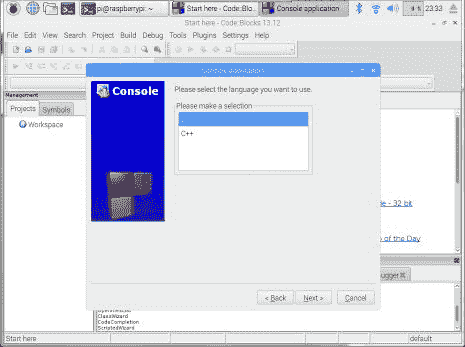 pi@raspberrypi: ~ Start here - Code::Blo... Console application 4 % 23:33
Start here - Code::Blocks 13.12
File Edit View Search Project Build Debug Tools Plugins Settings Help
Management
Projects Symbols
Workspace
Console
Please select the language you want to use.
Please make a selection
C++
e - 32 bit
o of the Day
ugger
< Back Next > Cancel
ClassWizard
CodeCompletion
ScriptedWizard
Start here default